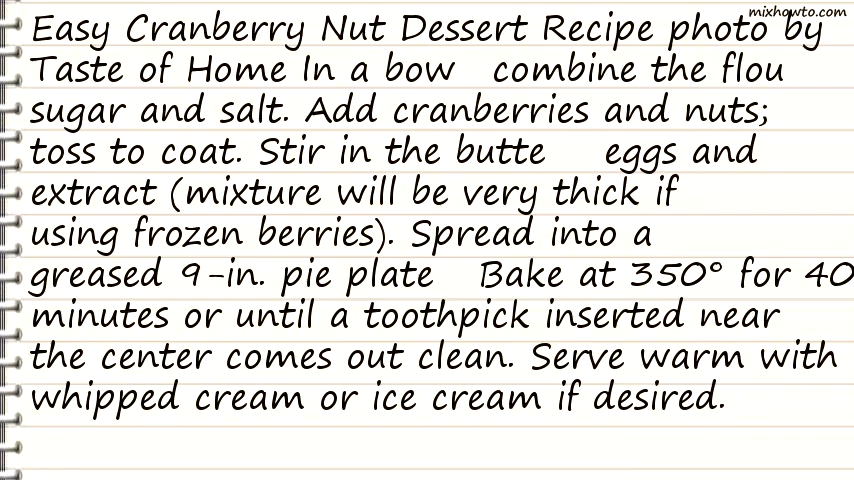 mixhowto.com
Easy Cranberry Nut Dessert Recipe photo by
Taste of Home In a bow combine the flou
sugar and salt. Add cranberries and nuts;
toss to coat. Stir in the butte eggs and
extract (mixture will be very thick if
using frozen berries). Spread into a
greased 9-in. pie plate Bake at 350° for 40
minutes or until a toothpick inserted near
the center comes out clean. Serve warm with
whipped cream or ice cream if desired.